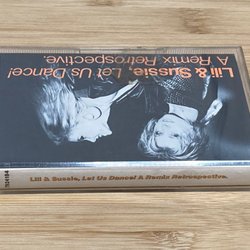 Lili & Sussie, Let Us Dance!
A Remix Retrospective.
Lili & Sussie, Let Us Dance! A Remix Retrospective.